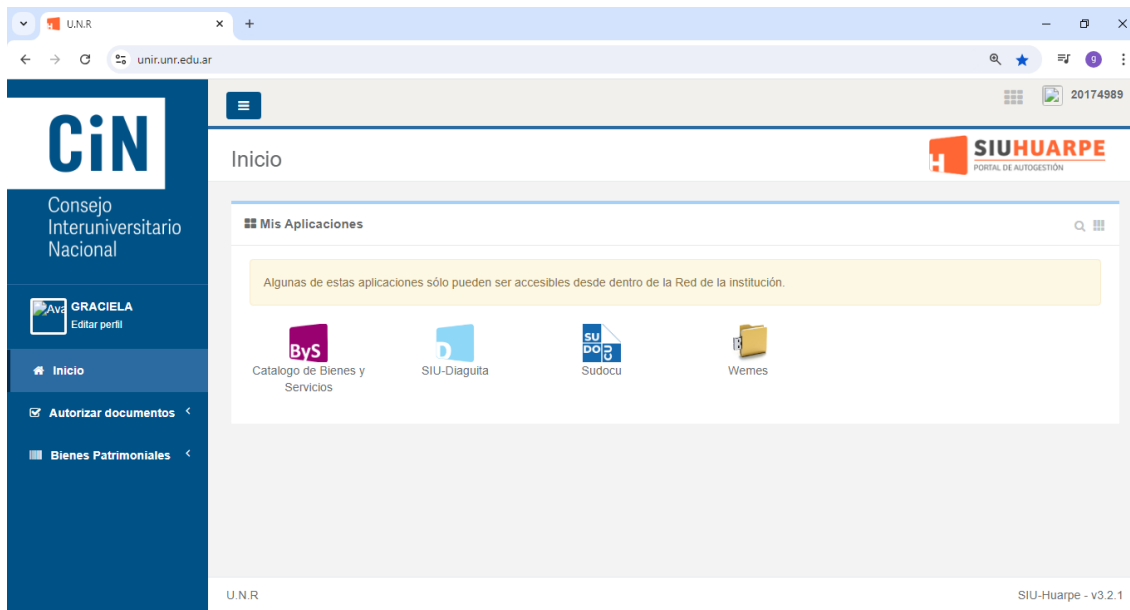 U.N.R
unir.unr.edu.ar
g
20174989
CiN
Consejo
Interuniversitario
Nacional
Inicio
SIUHUARPE
PORTAL DE AUTOGESTIÓN
Mis Aplicaciones
Algunas de estas aplicaciones sólo pueden ser accesibles desde dentro de la Red de la institución.
Ava
GRACIELA
Editar perfil
ByS
D
SU
DOCU
Catalogo de Bienes y
Servicios
SIU-Diaguita
Sudocu
Wemes
Inicio
Autorizar documentos
Bienes Patrimoniales
U.N.R
SIU-Huarpe - v3.2.1